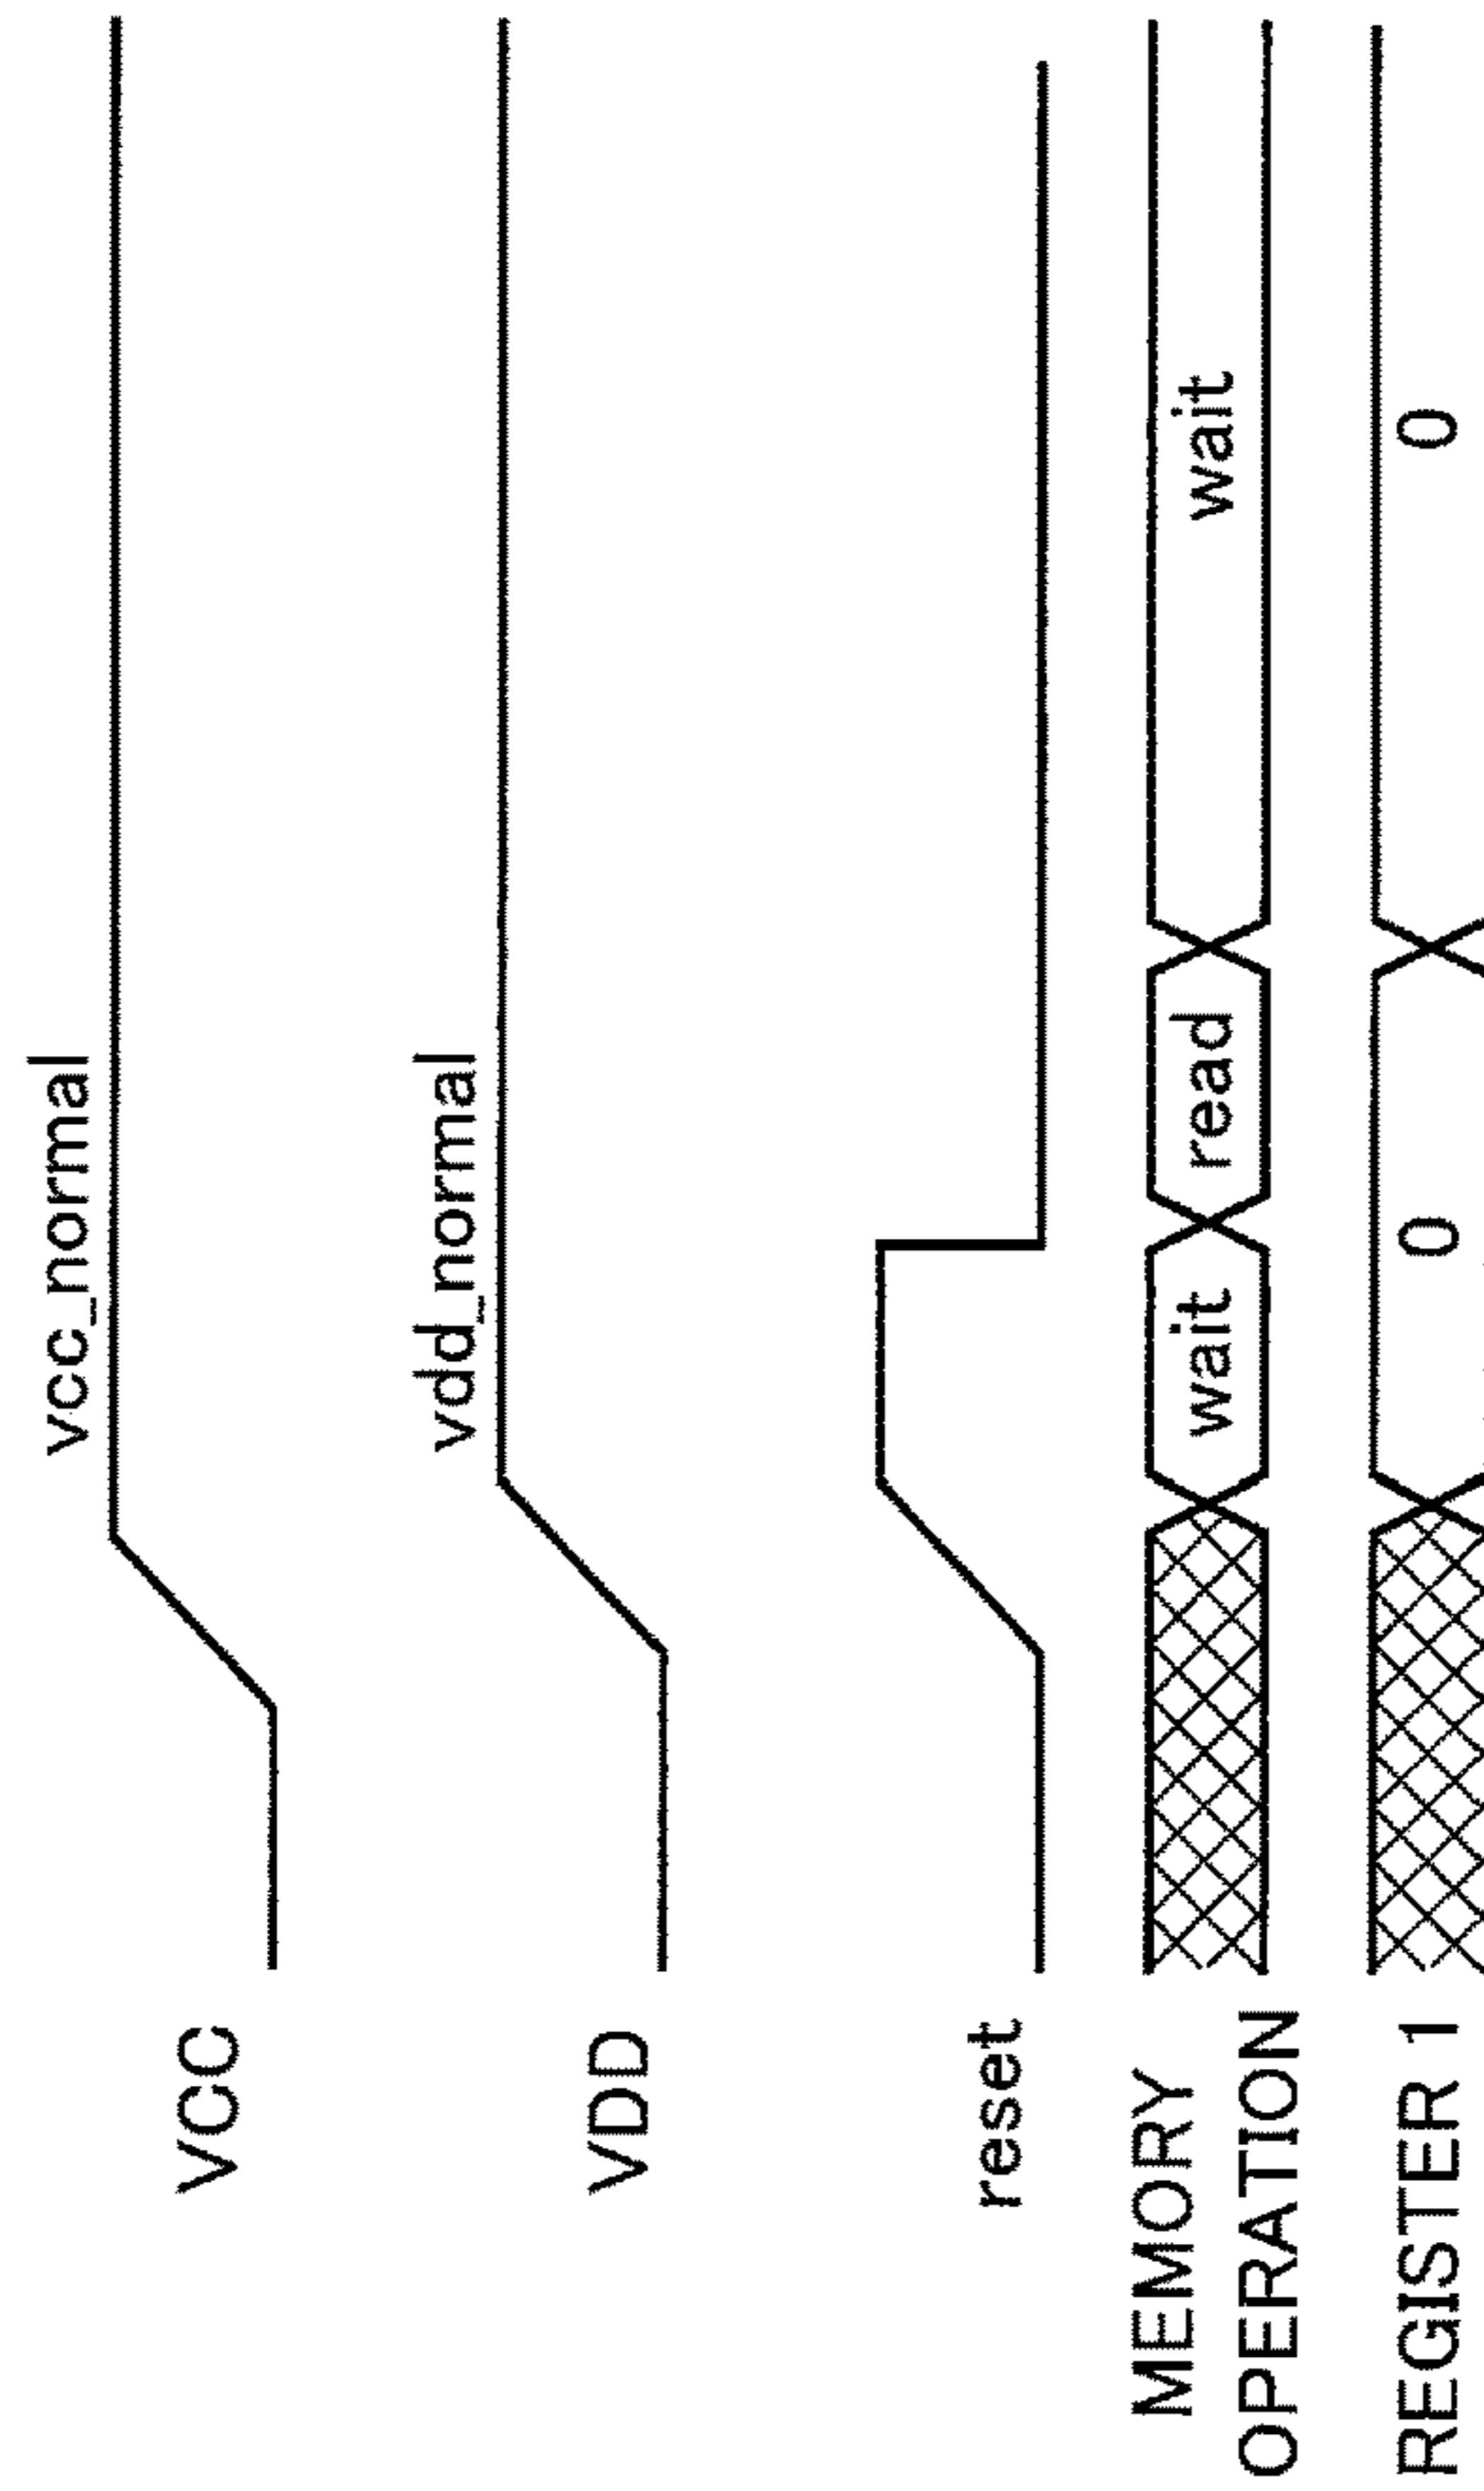 vcc_normal
VCC
vdd_normal
VDD
reset
MEMORY
OPERATION
wait
read
wait
REGISTER 1
0
0